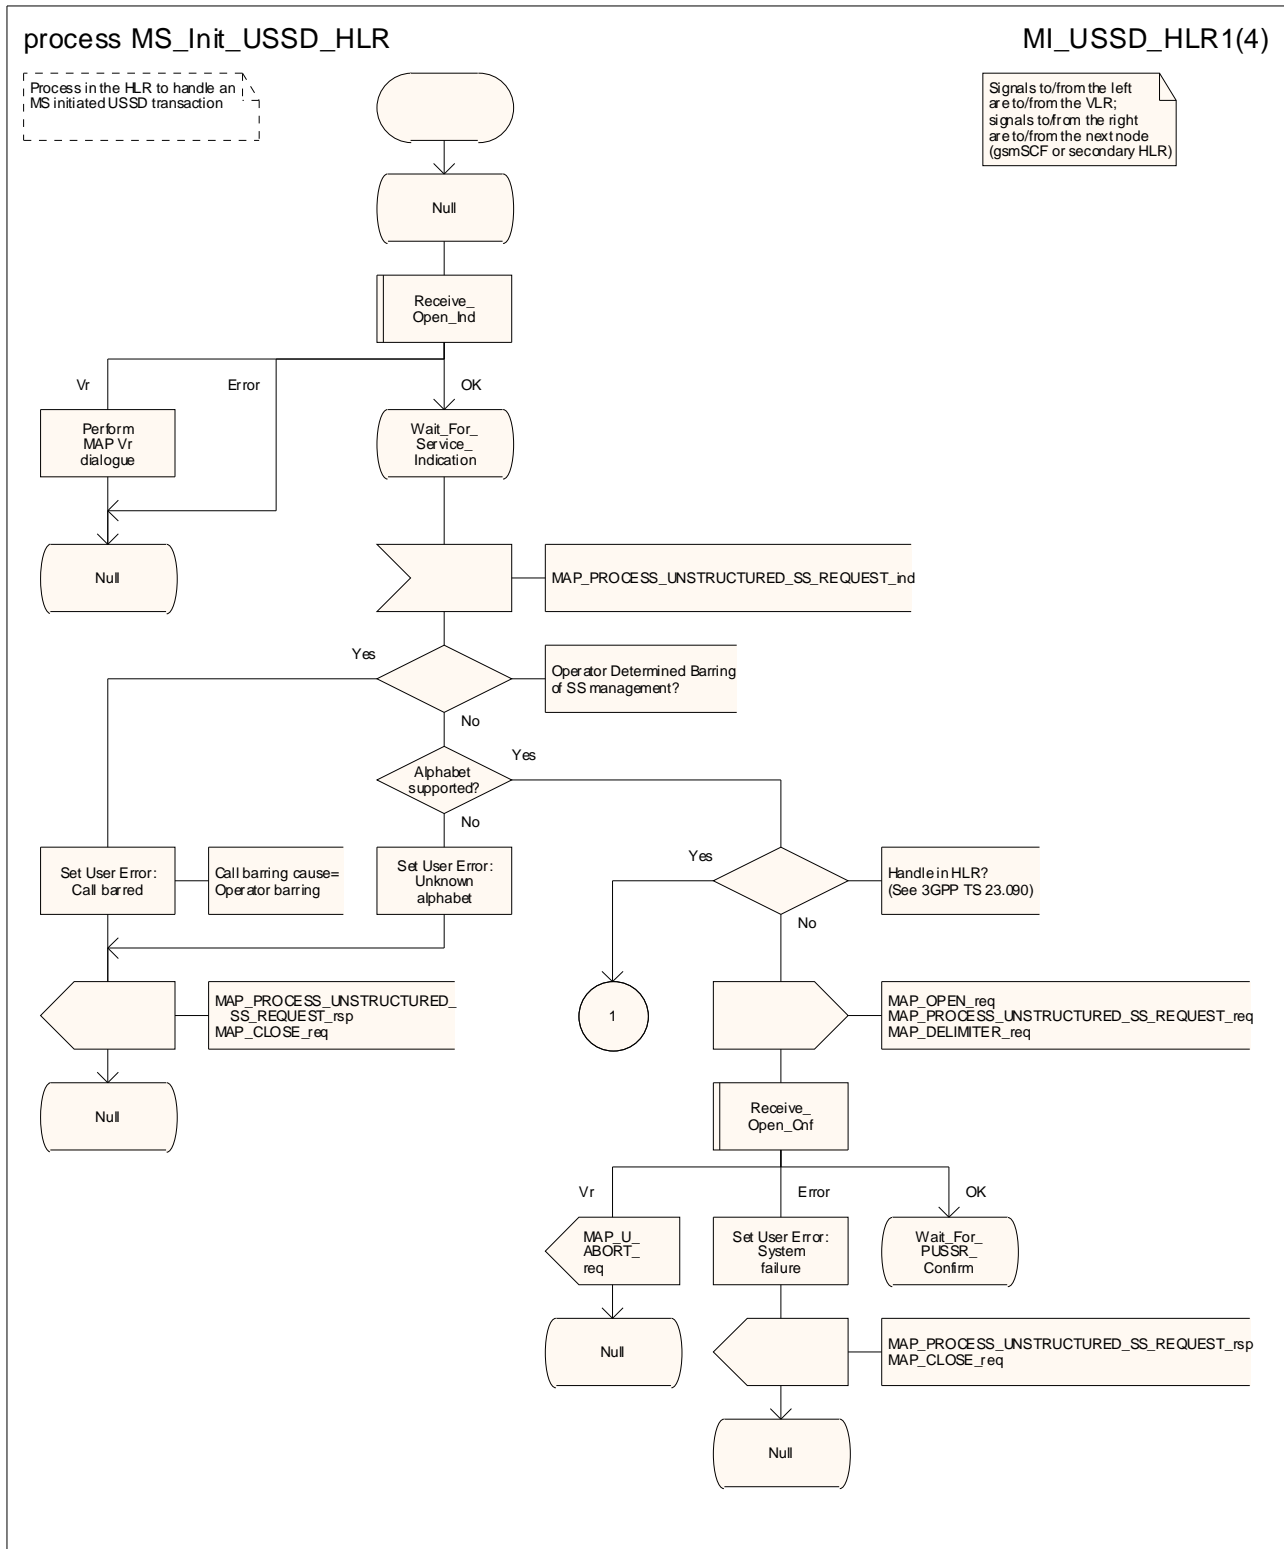 process MS_Init_USSD_HLR
MI_USSD_HLR1(4)
Process in the HLR to handle an
MS initiated USSD transaction
Signals to/from the left
are to/from the VLR;
signals to/from the right
are to/from the next node
(gsmSCF or secondary HLR)
Null
Receive_
Open_Ind
Vr
Error
OK
Perform
MAP Vr
dialogue
Wait_For_
Service_
Indication
Null
MAP_PROCESS_UNSTRUCTURED_SS_REQUEST_ind
Yes
Operator Determined Barring
of SS management?
No
Yes
Alphabet
supported?
No
Set User Error:
Call barred
Call barring cause=
Operator barring
Set User Error:
Unknown
alphabet
Yes
Handle in HLR?
(See 3GPP TS 23.090)
No
MAP_PROCESS_UNSTRUCTURED_
SS_REQUEST_rsp
MAP_CLOSE_req
1
MAP_OPEN_req
MAP_PROCESS_UNSTRUCTURED_SS_REQUEST_req
MAP_DELIMITER_req
Null
Receive_
Open_Cnf
Vr
Error
OK
MAP_U_
ABORT_
req
Set User Error:
System
failure
Wait_For_
PUSSR_
Confirm
Null
MAP_PROCESS_UNSTRUCTURED_SS_REQUEST_rsp
MAP_CLOSE_req
Null